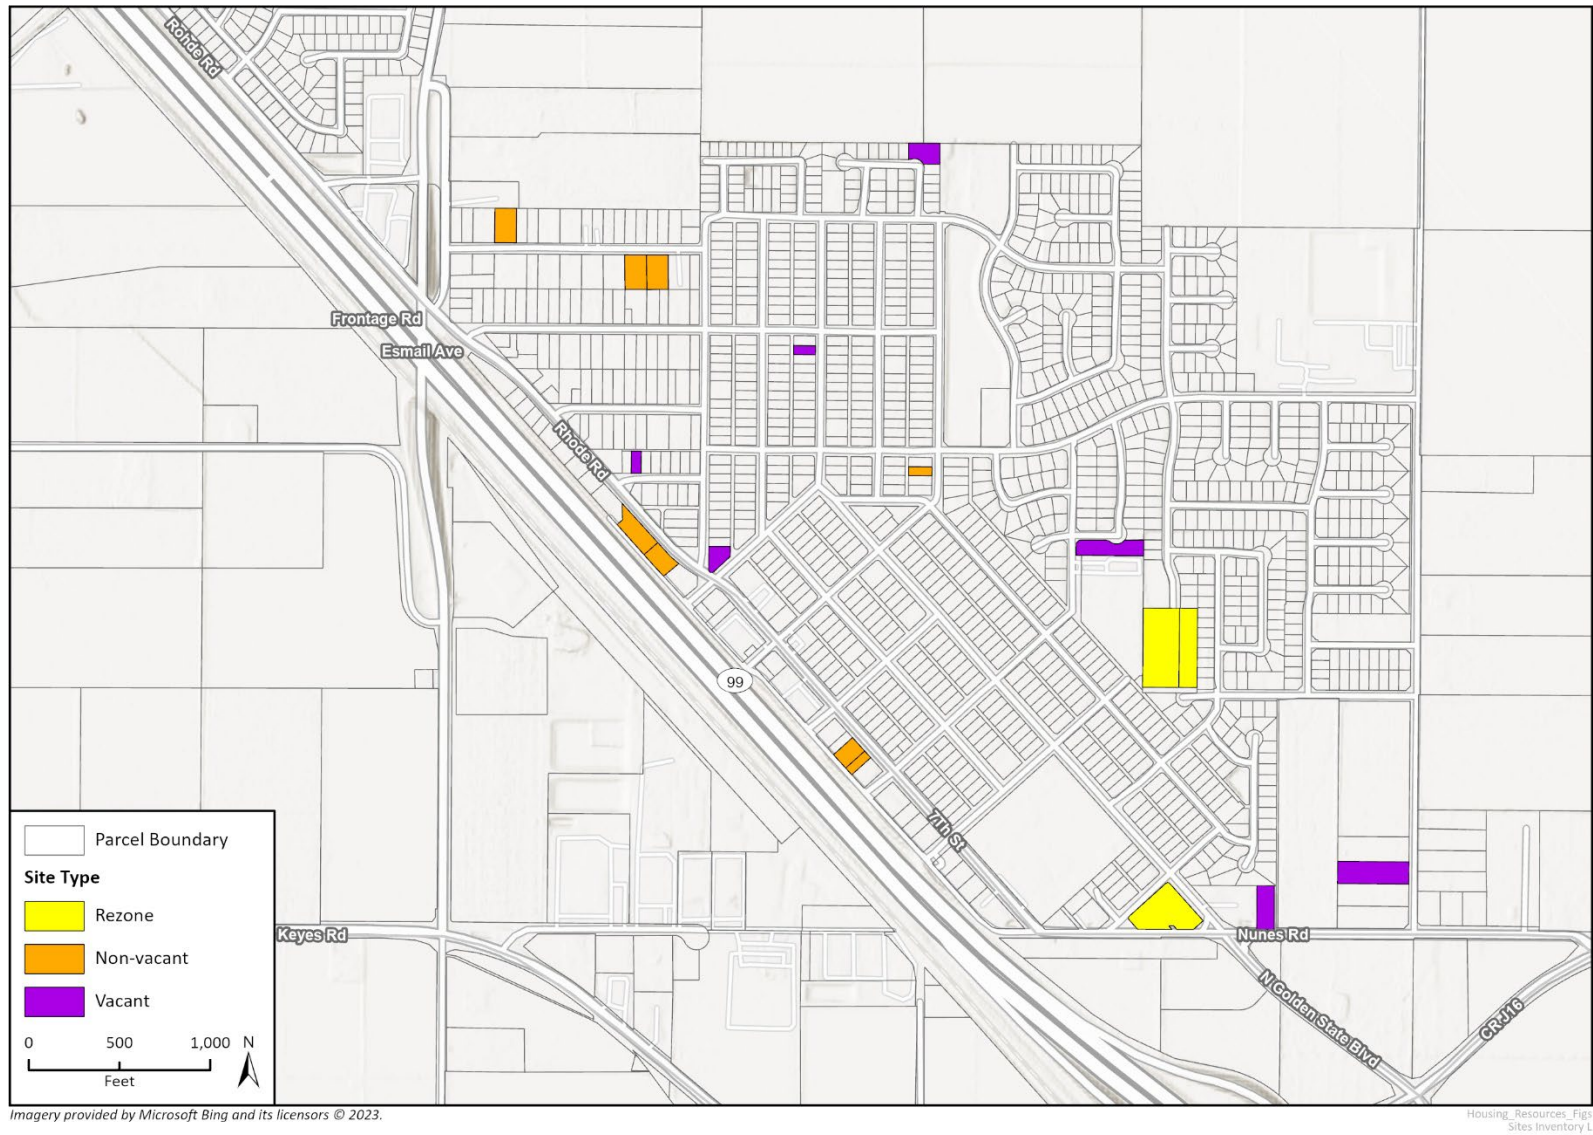 Rohde Rd
Frontage Rd
Esmail Ave
Rhode Rd
99
7Th St
Keyes Rd
Nunes Rd
N Golden State Blvd
CR-J16
Parcel Boundary
Site Type
Rezone
Non-vacant
Vacant
0 500 1,000 N
Feet
Imagery provided by Microsoft Bing and its licensors © 2023.
Housing_Resources_Figs
Sites Inventory